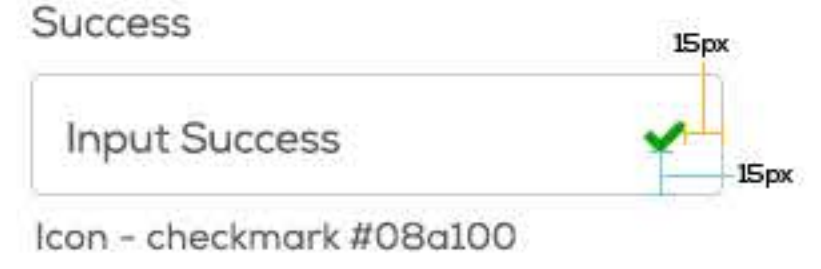 Success
15px
Input Success
15px
Icon - checkmark #08a100